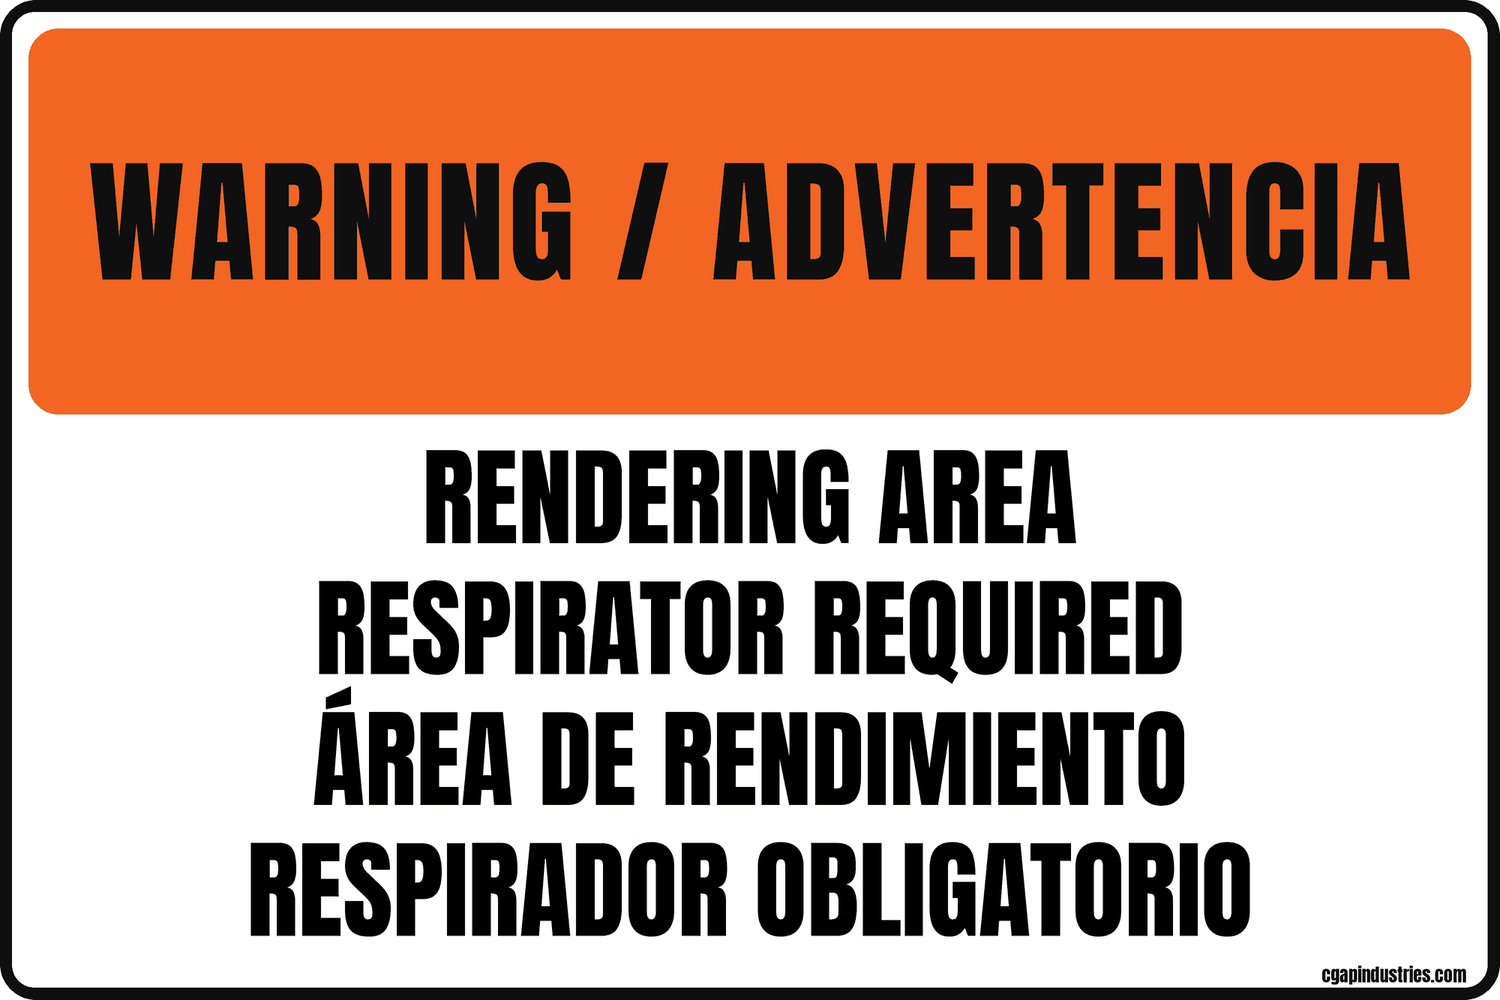 WARNING / ADVERTENCIA
RENDERING AREA
RESPIRATOR REQUIRED
ÁREA DE RENDIMIENTO
RESPIRADOR OBLIGATORIO
cgapindustries.com